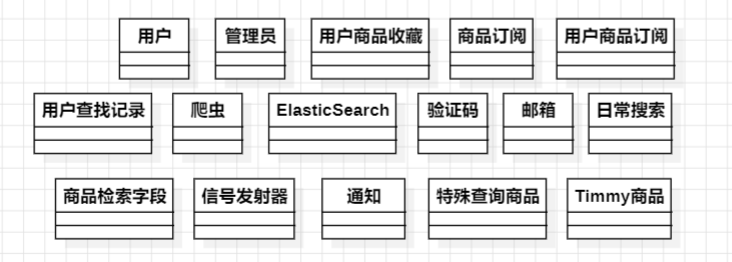 用户 管理员 用户商品收藏 商品订阅 用户商品订阅
用户查找记录 爬虫 ElasticSearch 验证码 邮箱 日常搜索
商品检索字段 信号发射器 通知 特殊查询商品 Timmy商品